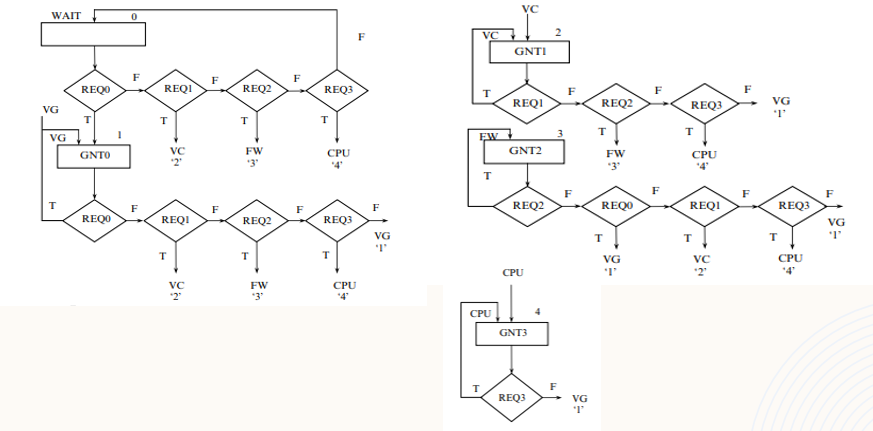 WAIT 0
F
REQ0 F REQ1 F REQ2 F REQ3
T T T T
VC '2'
FW '3'
CPU '4'
VG
VG 1
GNT0
T REQ0 F REQ1 F REQ2 F REQ3 F
VG '1'
T T T
VC '2'
FW '3'
CPU '4'
VC
VC 2
GNT1
T REQ1 F REQ2 F REQ3 F
VG '1'
T T
FW '3'
CPU '4'
FW 3
GNT2
T
REQ2 F REQ0 F REQ1 F REQ3 F
VG '1'
T T T
VG '1'
VC '2'
CPU '4'
CPU
CPU 4
GNT3
T REQ3 F
VG '1'